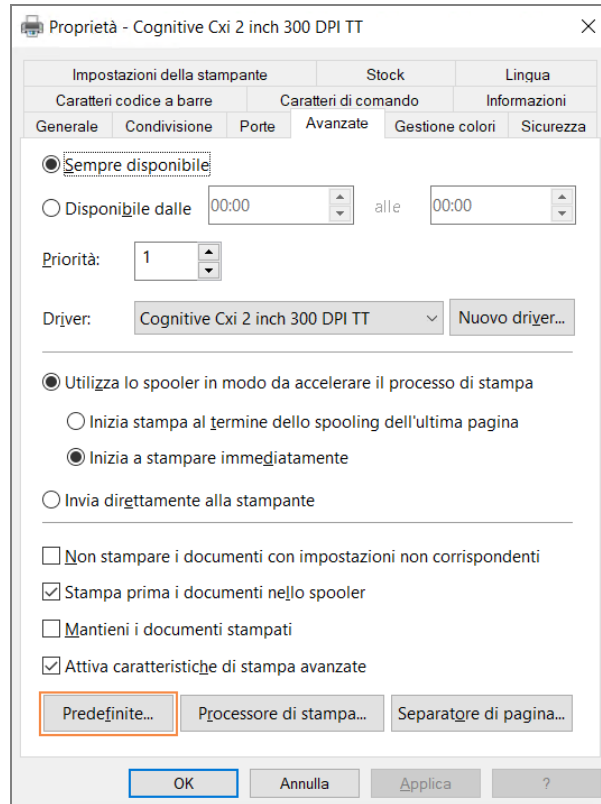 Proprietà - Cognitive Cxi 2 inch 300 DPI TT
Impostazioni della stampante Stock Lingua
Caratteri codice a barre Caratteri di comando Informazioni
Generale Condivisione Porte Avanzate Gestione colori Sicurezza
Sempre disponibile
Disponibile dalle 00:00 alle 00:00
Priorità: 1
Driver: Cognitive Cxi 2 inch 300 DPI TT Nuovo driver...
Utilizza lo spooler in modo da accelerare il processo di stampa
Inizia stampa al termine dello spooling dell'ultima pagina
Inizia a stampare immediatamente
Invia direttamente alla stampante
Non stampare i documenti con impostazioni non corrispondenti
Stampa prima i documenti nello spooler
Mantieni i documenti stampati
Attiva caratteristiche di stampa avanzate
Predefinite... Processore di stampa... Separatore di pagina...
OK Annulla Applica ?